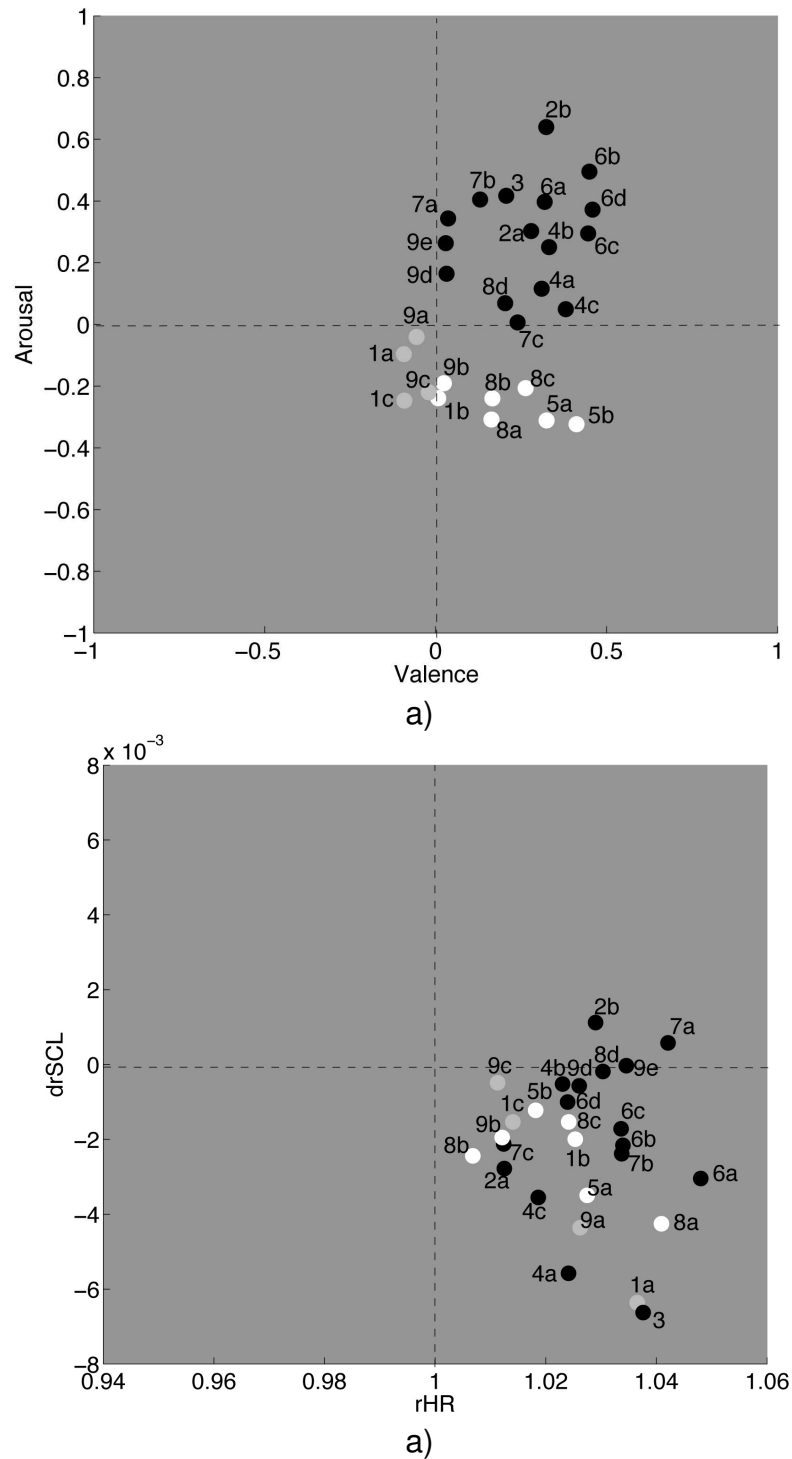 1
0.8
2b
0.6
6b
7b 3 6a
0.4
7a 6d
2a 4b
9e 6c
0.2
9d
8d 4a
4c
0
9a 7c
1a
9b
9c 8b 8c
−0.2
1c 1b 5a 5b
8a
−0.4
−0.6
−0.8
−1
−1 −0.5 0 0.5 1
Arousal
Valence
a)
x 10−3
8
6
4
2
2b
7a
8d
0
9c 4b 9d 9e
5b
1c 6d 6c
8c
9b
−2
8b 7c 1b 6b
7b
2a 5a 6a
4c 9a 8a
−4
4a
−6
1a
3
−8
0.94 0.96 0.98 1 1.02 1.04 1.06
drSCL
rHR
a)